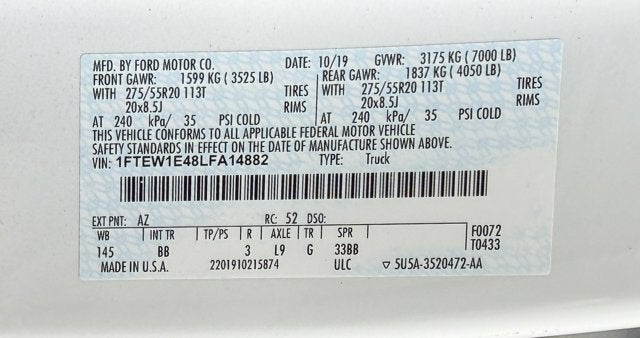 MFD. BY FORD MOTOR CO. DATE: 10/19 GVWR: 3175 KG (7000 LB)
FRONT GAWR: 1599 KG (3525 LB) REAR GAWR: 1837 KG (4050 LB)
WITH 275/55R20 113T TIRES WITH 275/55R20 113T TIRES
20x8.5J RIMS 20x8.5J RIMS
AT 240 kPa/ 35 PSI COLD AT 240 kPa/ 35 PSI COLD
THIS VEHICLE CONFORMS TO ALL APPLICABLE FEDERAL MOTOR VEHICLE
SAFETY STANDARDS IN EFFECT ON THE DATE OF MANUFACTURE SHOWN ABOVE.
VIN: 1FTEW1E48LFA14882 TYPE: Truck
EXT PNT: AZ RC: 52 DSO:
WB INT TR TP/PS R AXLE TR SPR F0072
145 BB 3 L9 G 33BB T0433
MADE IN U.S.A. 2201910215874 ULC ▽ 5U5A-3520472-AA